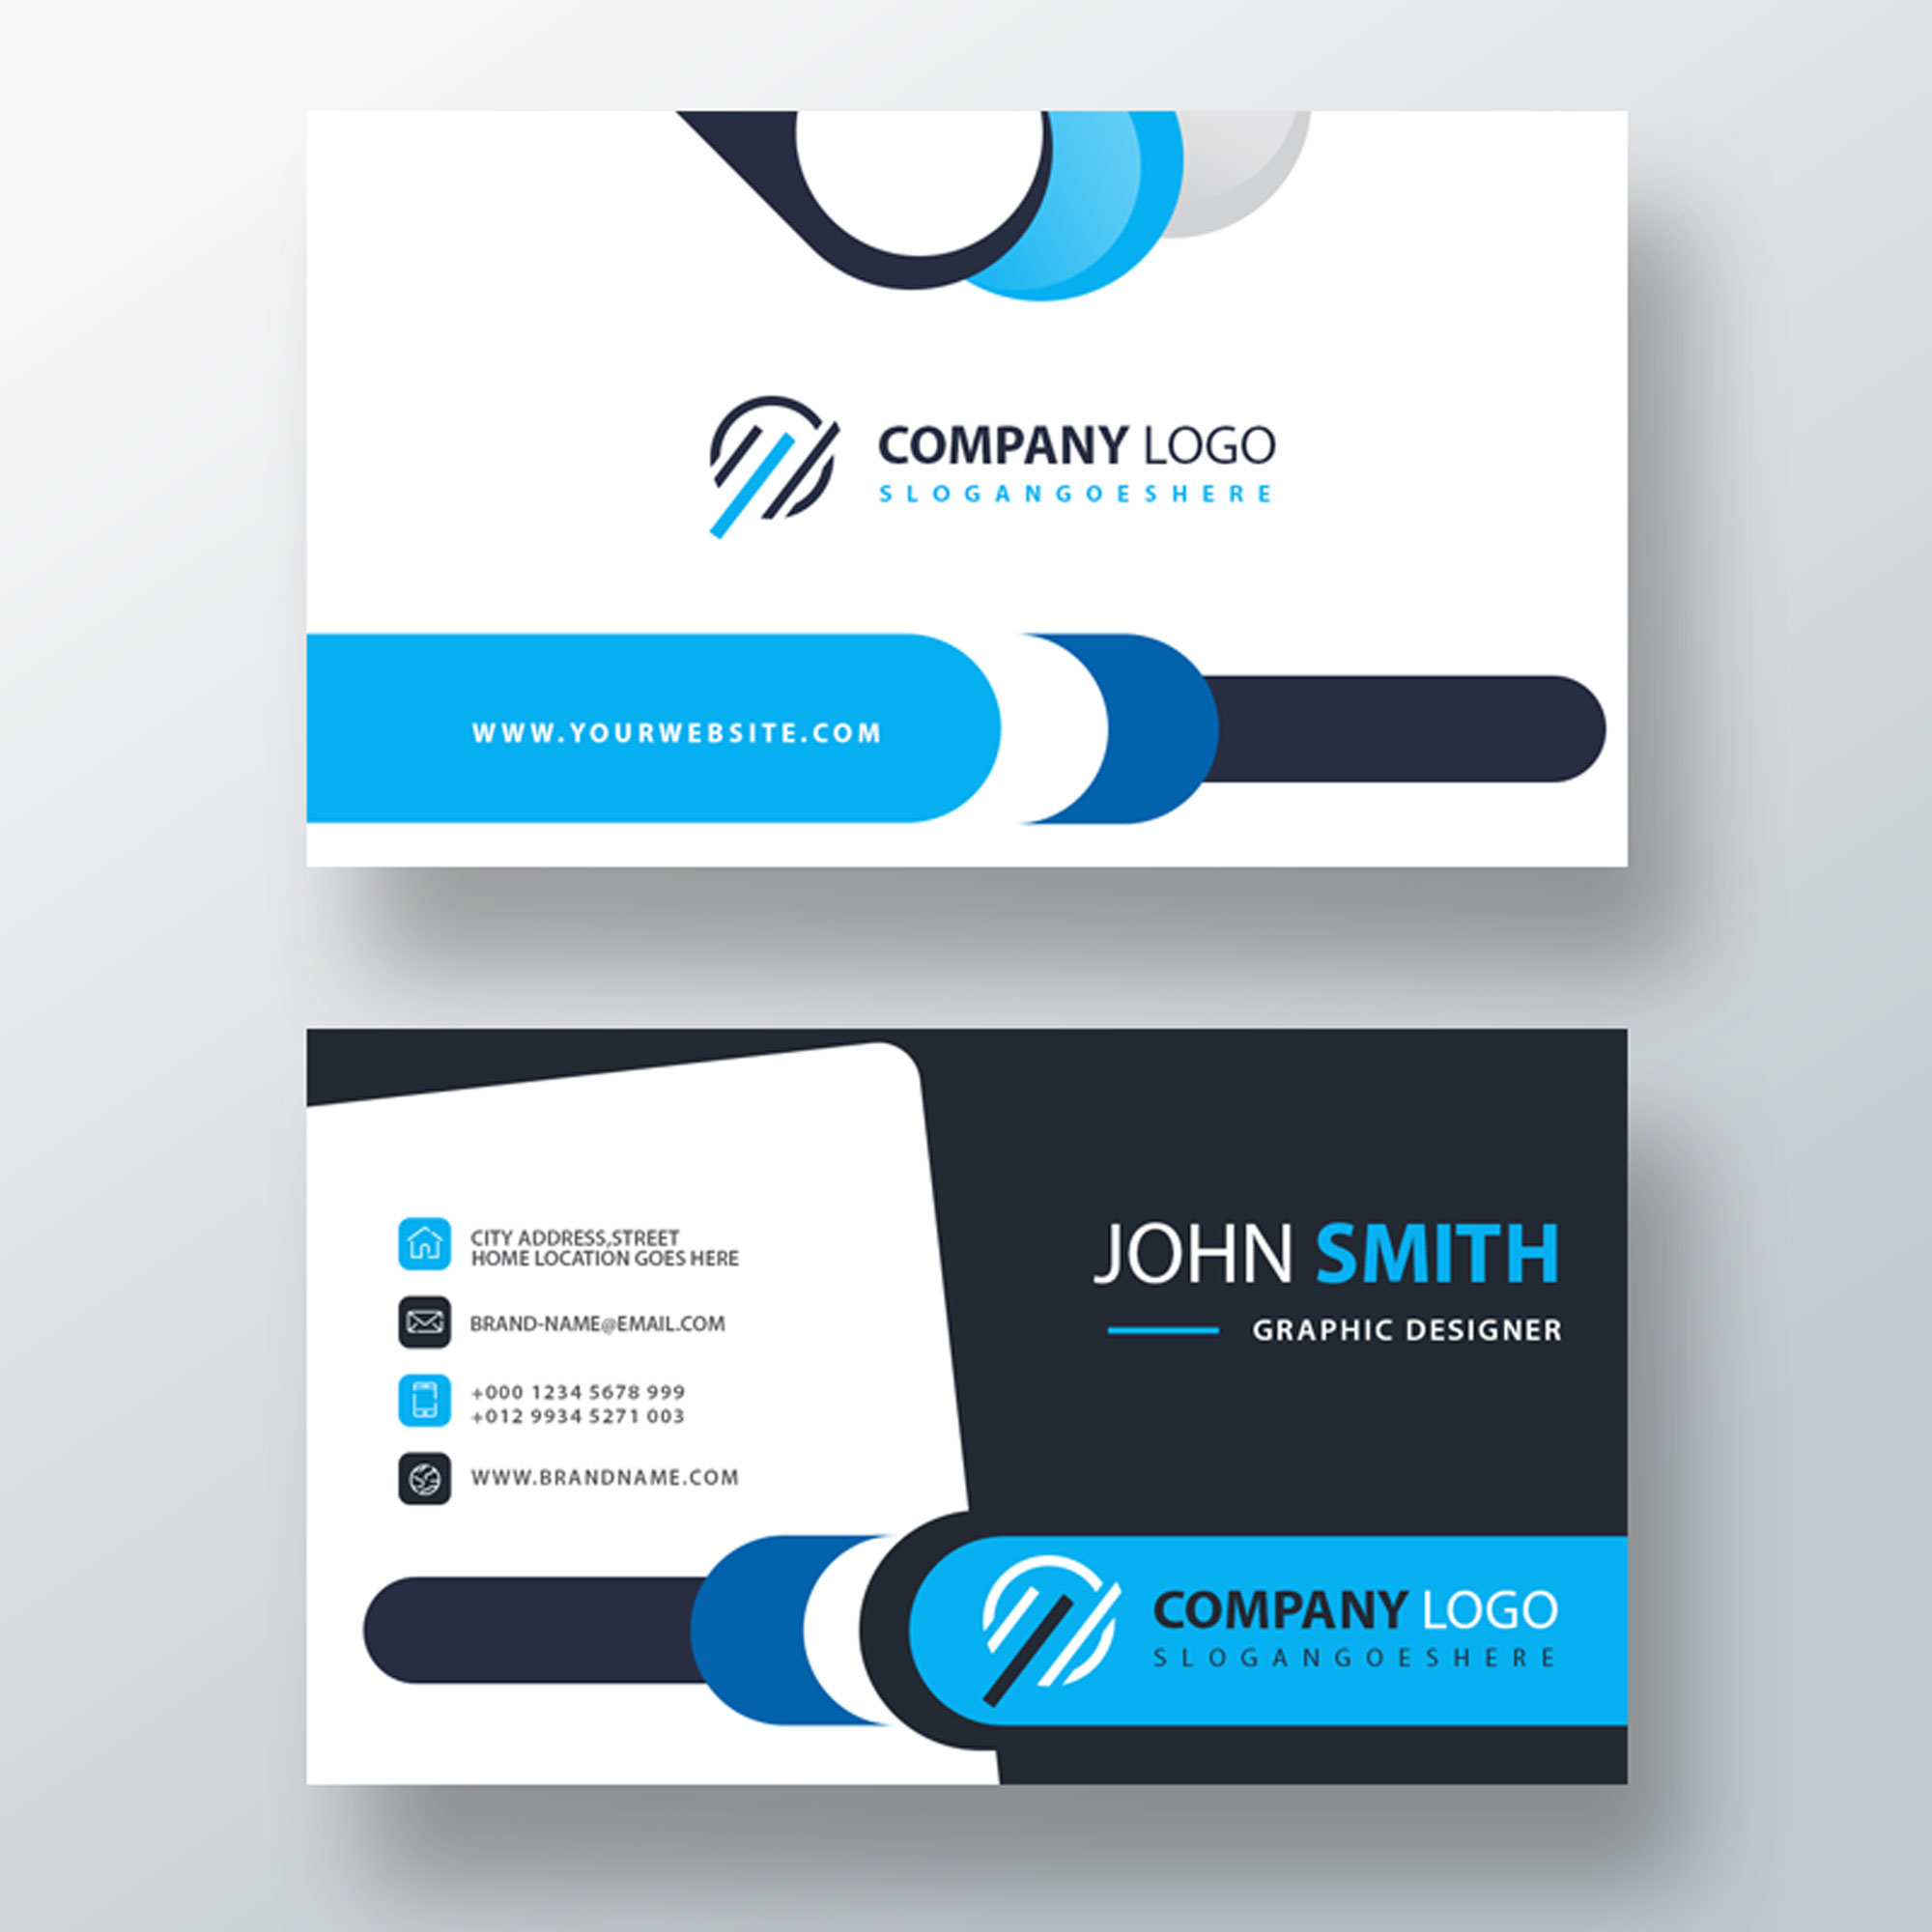 COMPANY LOGO
SLOGANGOESHERE
WWW.YOURWEBSITE.COM
CITY ADDRESS,STREET
HOME LOCATION GOES HERE
BRAND-NAME@EMAIL.COM
+000 1234 5678 999
+012 9934 5271 003
WWW.BRANDNAME.COM
JOHN SMITH
GRAPHIC DESIGNER
COMPANY LOGO
SLOGANGOESHERE